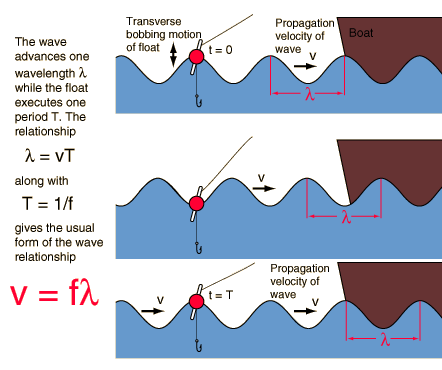 The wave
advances one
wavelength λ
while the float
executes one
period T. The
relationship
λ = vT
along with
T = 1/f
gives the usual
form of the wave
relationship
v = fλ
Transverse
bobbing motion
of float
t = 0
Propagation
velocity of
wave
v
Boat
λ
v
λ
v
t = T
Propagation
velocity of
wave
v
λ